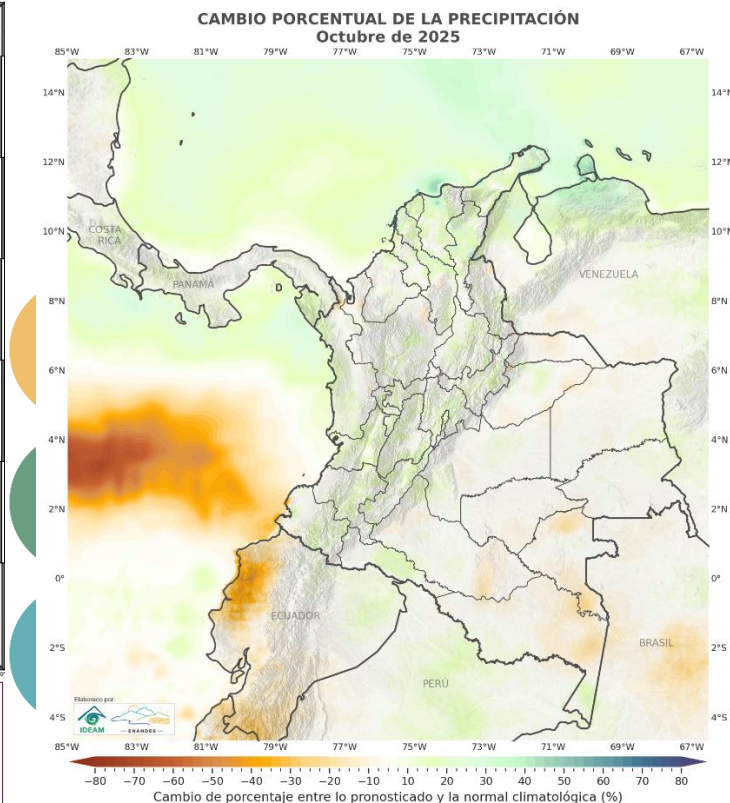 CAMBIO PORCENTUAL DE LA PRECIPITACIÓN
Octubre de 2025
85°W 83°W 81°W 79°W 77°W 75°W 73°W 71°W 69°W 67°W
14°N 14°N
12°N 12°N
COSTA
RICA
10°N 10°N
PANAMÁ
VENEZUELA
8°N 8°N
6°N 6°N
4°N 4°N
2°N 2°N
0° 0°
ECUADOR
2°S BRASIL 2°S
PERÚ
Elaborado por:
IDEAM
ENANDES
4°S 4°S
85°W 83°W 81°W 79°W 77°W 75°W 73°W 71°W 69°W 67°W
−80 −70 −60 −50 −40 −30 −20 −10 10 20 30 40 50 60 70 80
Cambio de porcentaje entre lo pronosticado y la normal climatológica (%)